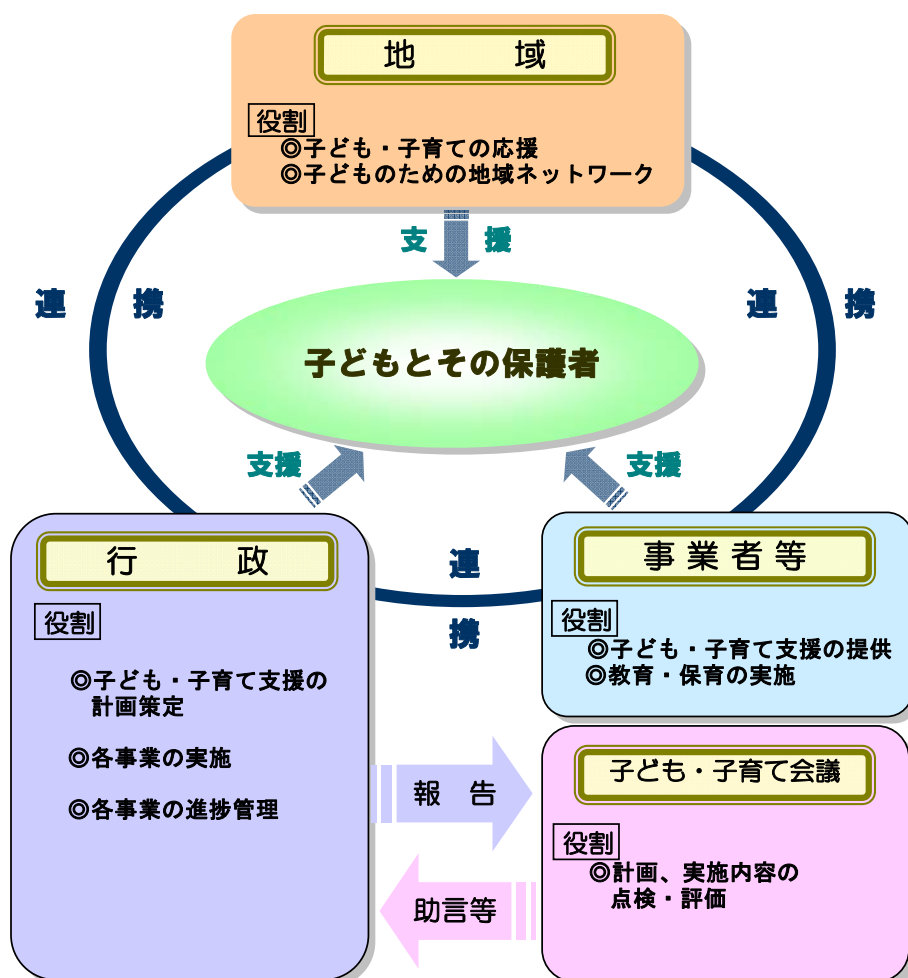 地　域
役割
◎子ども・子育ての応援
◎子どものための地域ネットワーク
支　援
連　携
連　携
子どもとその保護者
支援
支援
行　政
役割
◎子ども・子育て支援の
計画策定
◎各事業の実施
◎各事業の進捗管理
連
携
事業者等
役割
◎子ども・子育て支援の提供
◎教育・保育の実施
報　告
助言等
子ども・子育て会議
役割
◎計画、実施内容の
点検・評価